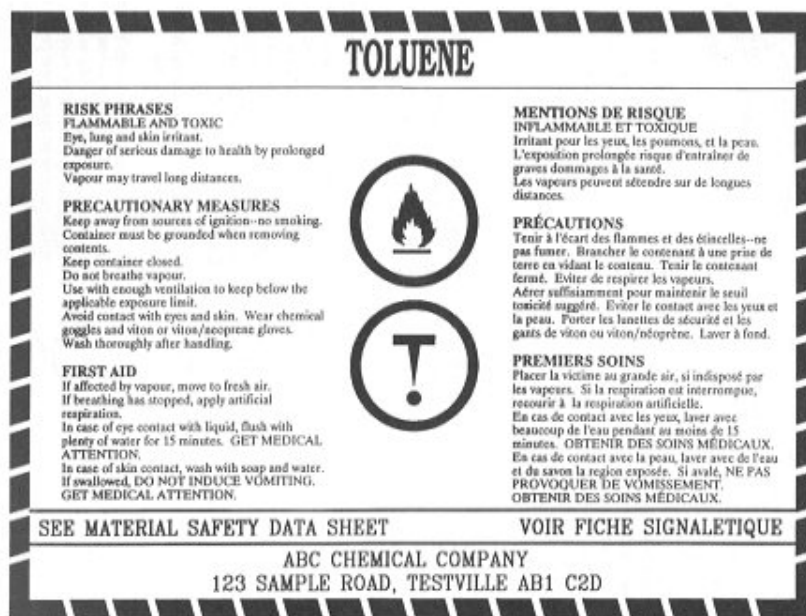 TOLUENE
RISK PHRASES
FLAMMABLE AND TOXIC
Eye, lung and skin irritant.
Danger of serious damage to health by prolonged
exposure.
Vapour may travel long distances.
PRECAUTIONARY MEASURES
Keep away from sources of ignition--no smoking.
Container must be grounded when removing
contents.
Keep container closed.
Do not breathe vapour.
Use with enough ventilation to keep below the
applicable exposure limit.
Avoid contact with eyes and skin. Wear chemical
goggles and viton or viton/neoprene gloves.
Wash thoroughly after handling.
FIRST AID
If affected by vapour, move to fresh air.
If breathing has stopped, apply artificial
respiration.
In case of eye contact with liquid, flush with
plenty of water for 15 minutes. GET MEDICAL
ATTENTION.
In case of skin contact, wash with soap and water.
If swallowed, DO NOT INDUCE VOMITING.
GET MEDICAL ATTENTION.
MENTIONS DE RISQUE
INFLAMMABLE ET TOXIQUE
Irritant pour les yeux, les poumons, et la peau.
L'exposition prolongée risque d'entraîner de
graves dommages à la santé.
Les vapeurs peuvent sétendre sur de longues
distances.
PRÉCAUTIONS
Tenir à l'écart des flammes et des étincelles--ne
pas fumer. Brancher le contenant à une prise de
terre en vidant le contenu. Tenir le contenant
fermé. Eviter de respirer les vapeurs.
Aérer suffisiamment pour maintenir le seuil
toxicité suggéré. Eviter le contact avec les yeux et
la peau. Porter les lunettes de sécurité et les
gants de viton ou viton/néoprène. Laver à fond.
PREMIERS SOINS
Placer la victime au grande air, si indisposé par
les vapeurs. Si la respiration est interrompue,
recourir à la respiration artificielle.
En cas de contact avec les yeux, laver avec
beaucoup de l'eau pendant au moins de 15
minutes. OBTENIR DES SOINS MÉDICAUX.
En cas de contact avec la peau, laver avec de l'eau
et du savon la region exposée. Si avalé, NE PAS
PROVOQUER DE VOMISSEMENT.
OBTENIR DES SOINS MÉDICAUX.
SEE MATERIAL SAFETY DATA SHEET
VOIR FICHE SIGNALETIQUE
ABC CHEMICAL COMPANY
123 SAMPLE ROAD, TESTVILLE AB1 C2D